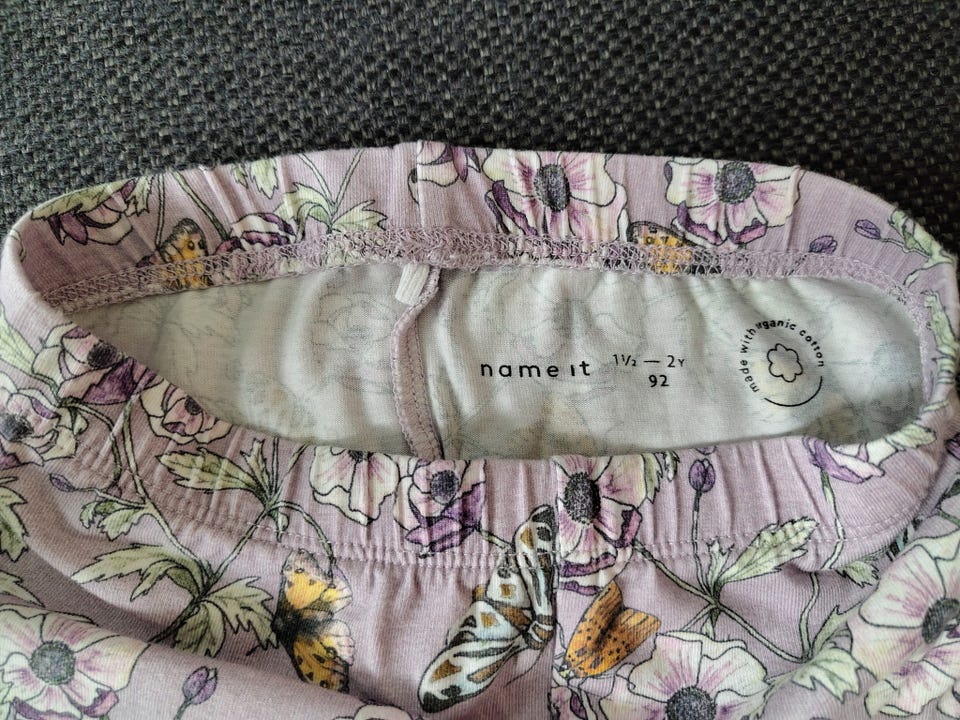 name it
1½ — 2Y
92
made with organic cotton